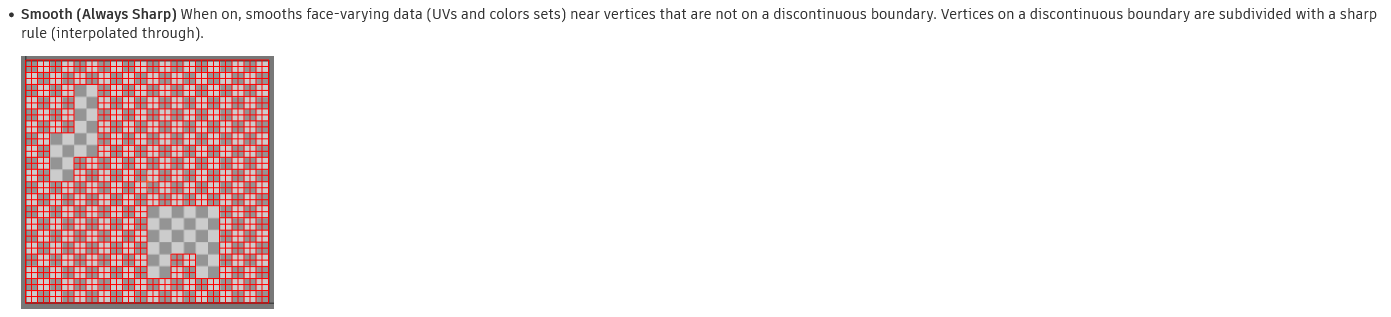 • Smooth (Always Sharp) When on, smooths face-varying data (UVs and colors sets) near vertices that are not on a discontinuous boundary. Vertices on a discontinuous boundary are subdivided with a sharp
rule (interpolated through).